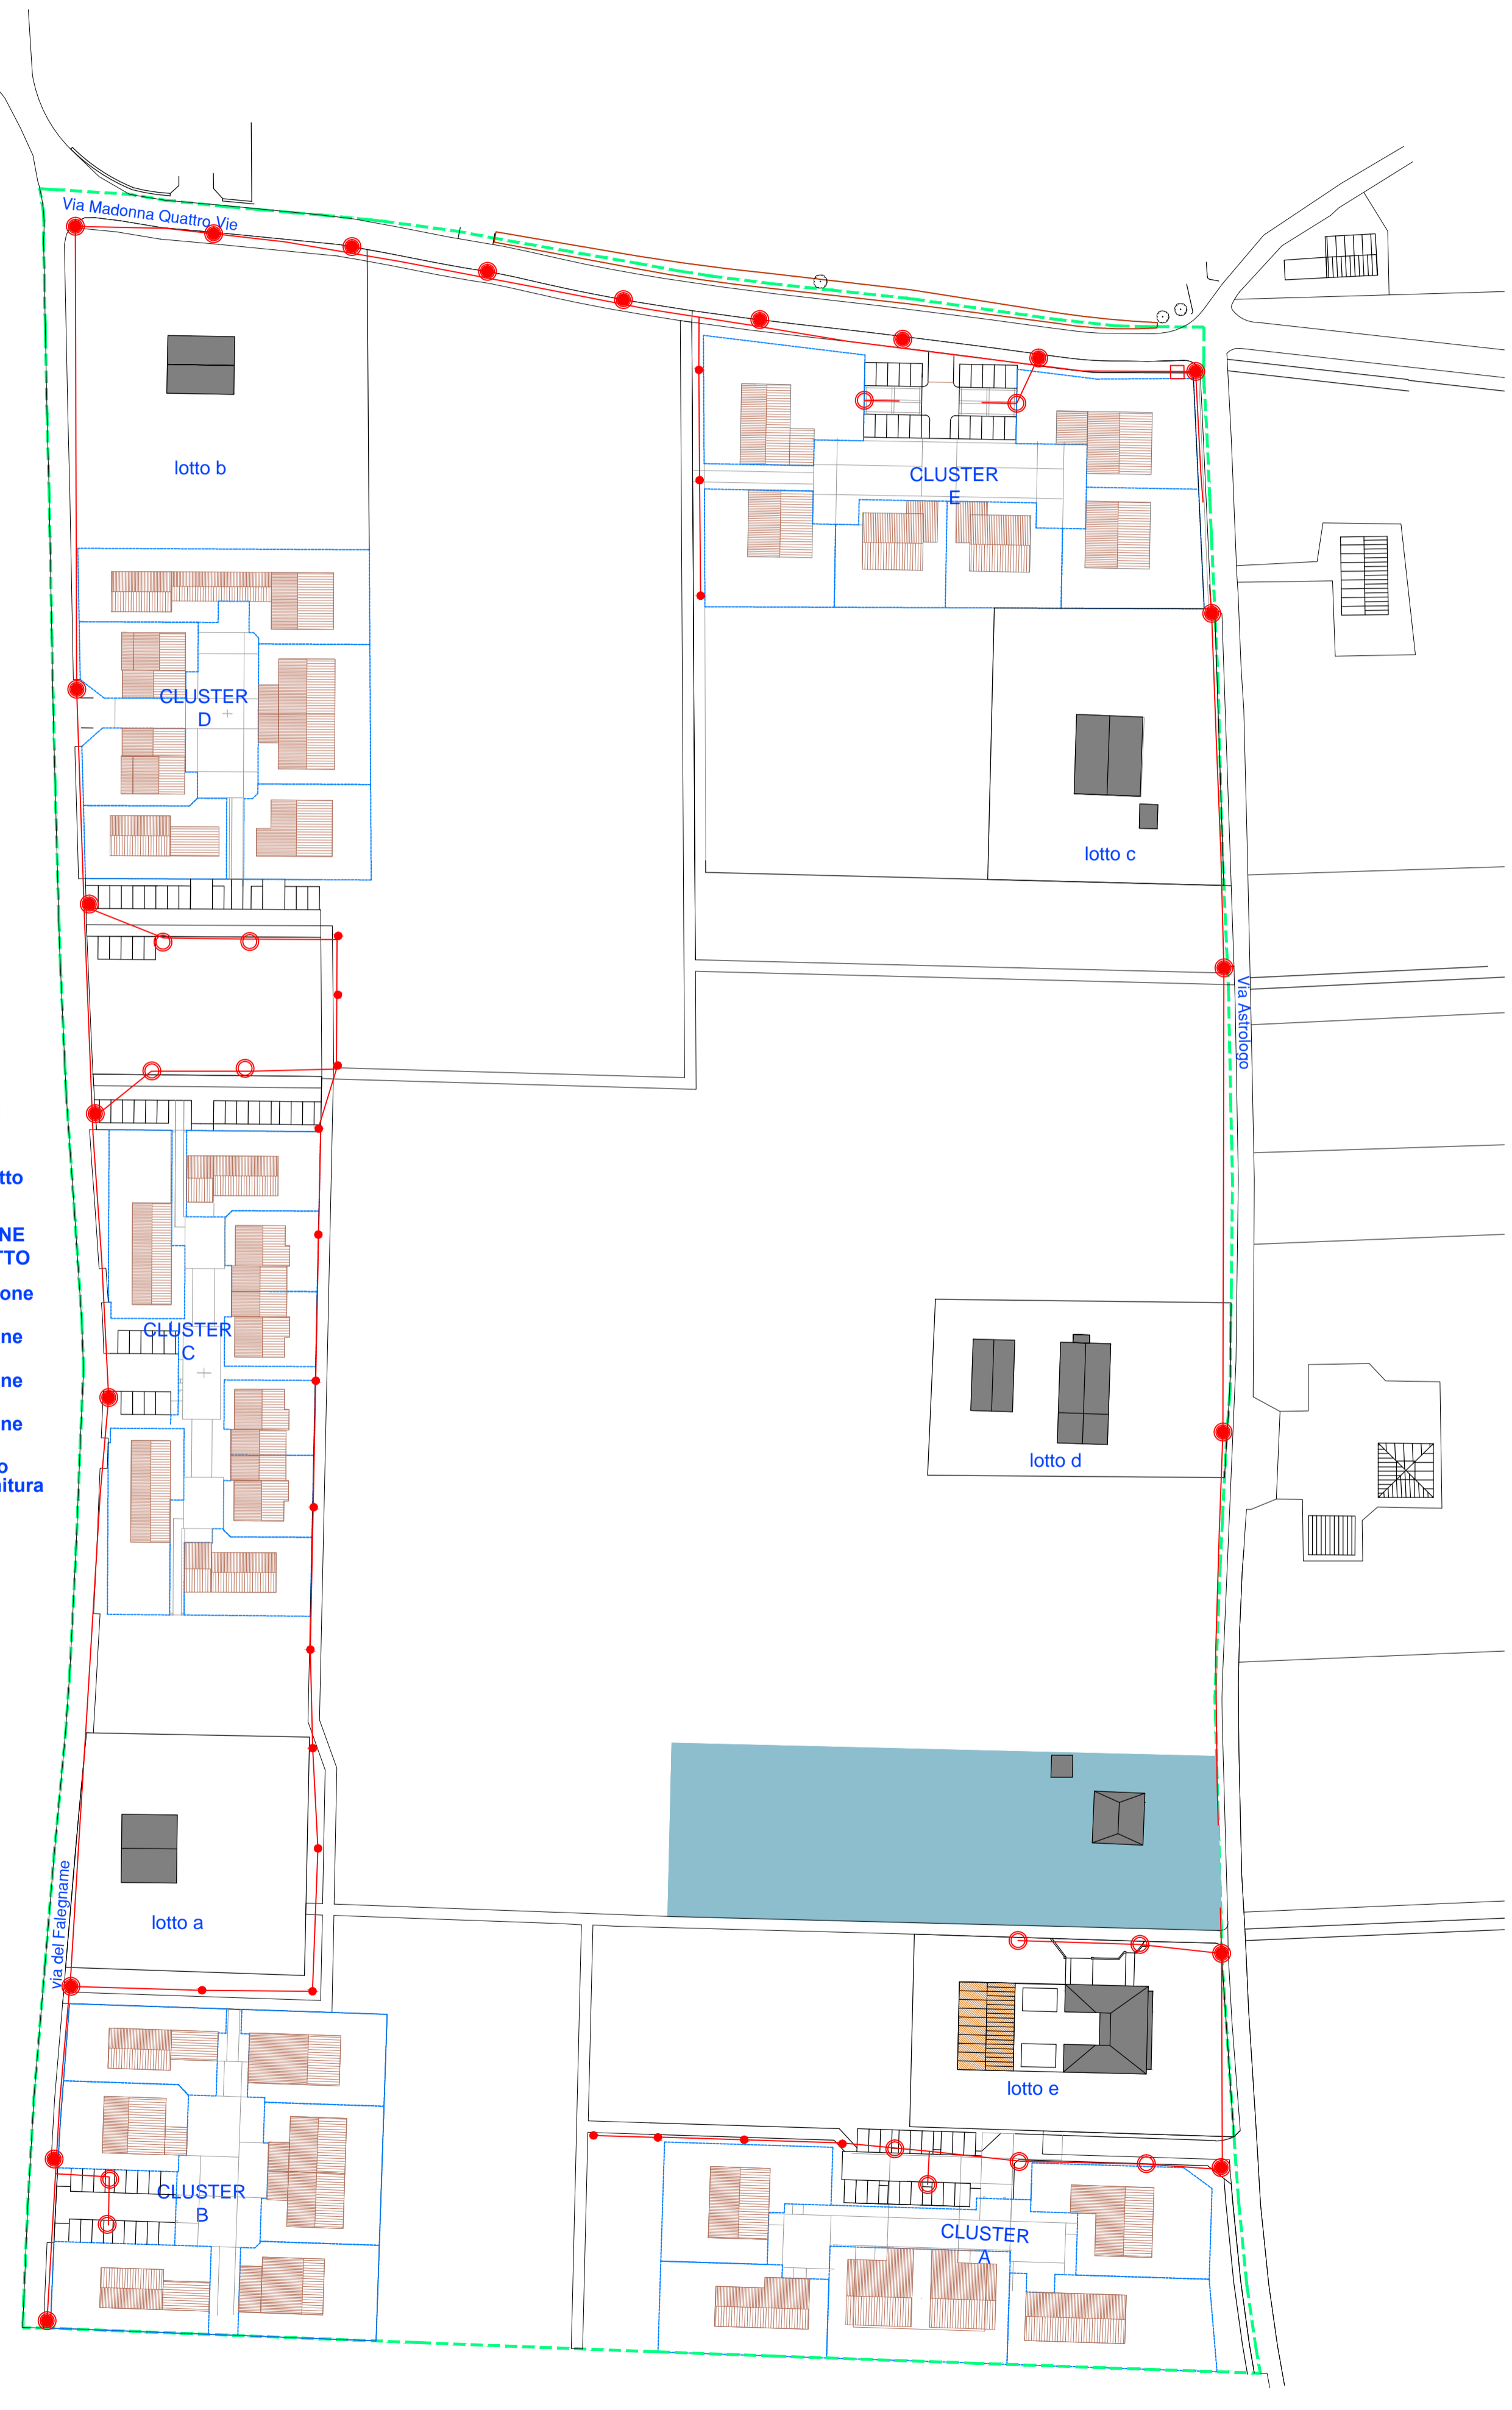 Via Madonna Quattro Vie
lotto b
CLUSTER
E
CLUSTER
D
lotto c
Via Astrologo
tto
NE
TTO
one
CLUSTER
C
ne
ne
ne
o
itura
lotto d
via del Falegname
lotto a
lotto e
CLUSTER
B
CLUSTER
A